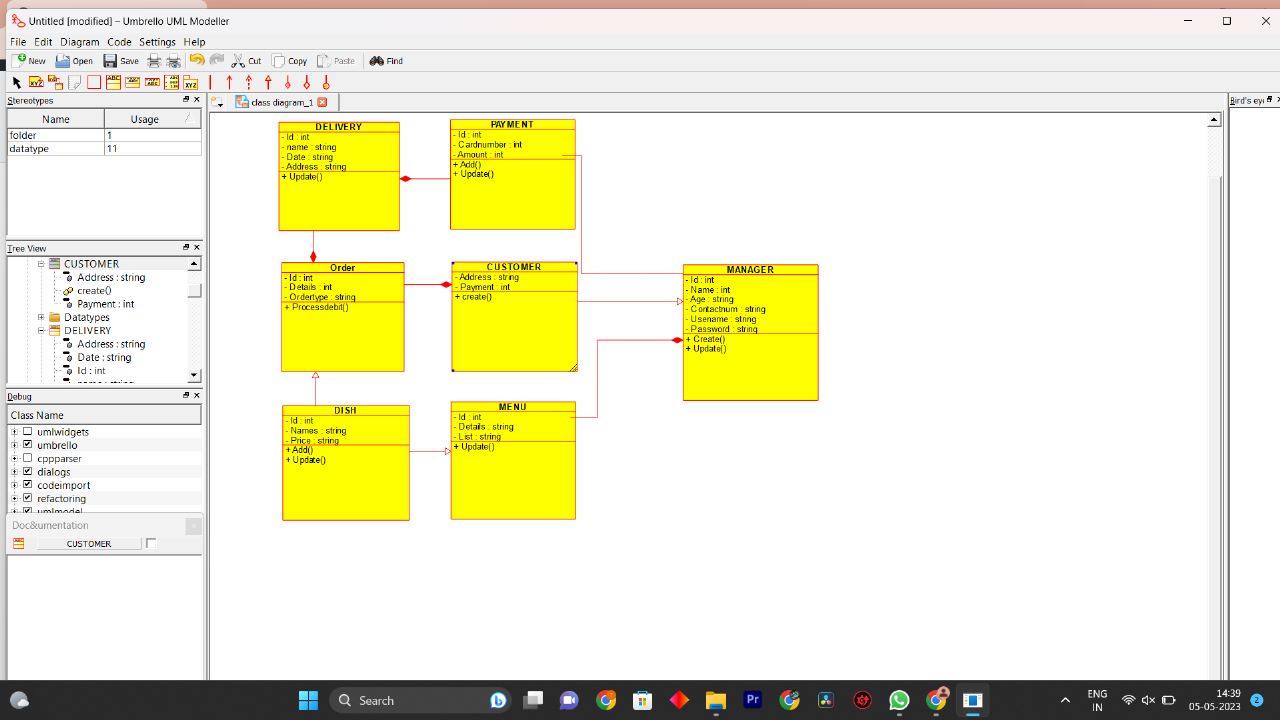 Untitled [modified] – Umbrello UML Modeller
File Edit Diagram Code Settings Help
New Open Save Cut Copy Paste Find
Stereotypes
Name Usage
folder 1
datatype 11
Tree View
CUSTOMER
Address : string
create()
Payment : int
Datatypes
DELIVERY
Address : string
Date : string
Id : int
name : string
Debug
Class Name
umlwidgets
umbrello
cppparser
dialogs
codeimport
refactoring
umlmodel
Doc&umentation
CUSTOMER
class diagram_1
Bird's eye
DELIVERY
- Id : int
- name : string
- Date : string
- Address : string
+ Update()
PAYMENT
- Id : int
- Cardnumber : int
- Amount : int
+ Add()
+ Update()
Order
- Id : int
- Details : int
- Ordertype : string
+ Processdebit()
CUSTOMER
- Address : string
- Payment : int
+ create()
MANAGER
- Id : int
- Name : int
- Age : string
- Contactnum : string
- Usename : string
- Password : string
+ Create()
+ Update()
DISH
- Id : int
- Names : string
- Price : string
+ Add()
+ Update()
MENU
- Id : int
- Details : string
- List : string
+ Update()
Search
Pr
ENG
IN
14:39
05-05-2023
2